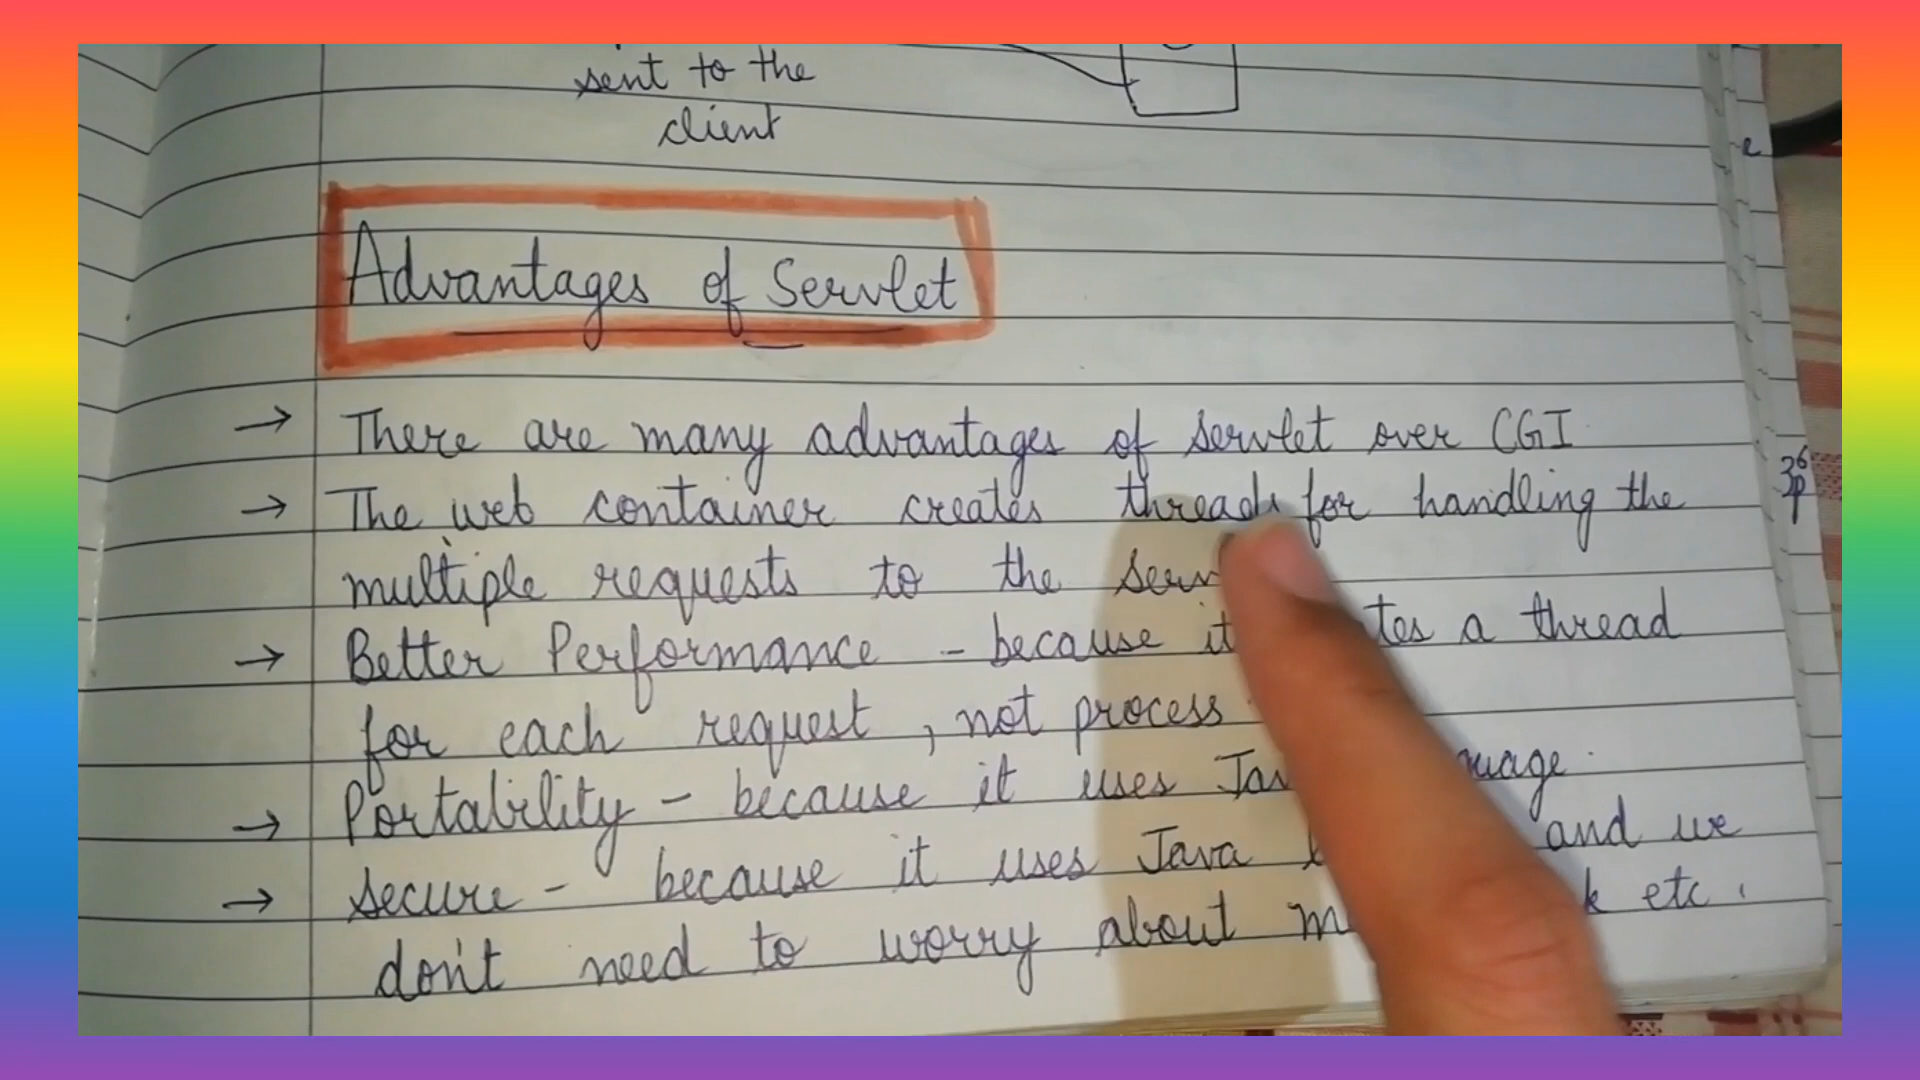 sent to the
client
Advantages of Servlet
→ There are many advantages of servlet over CGI.
→ The web container creates threads for handling the
multiple requests to the
→ Better Performance - because it a thread
for each request, not process
→ Portability - because it uses
→ secure - because it uses Java and we
don't need to worry about etc.